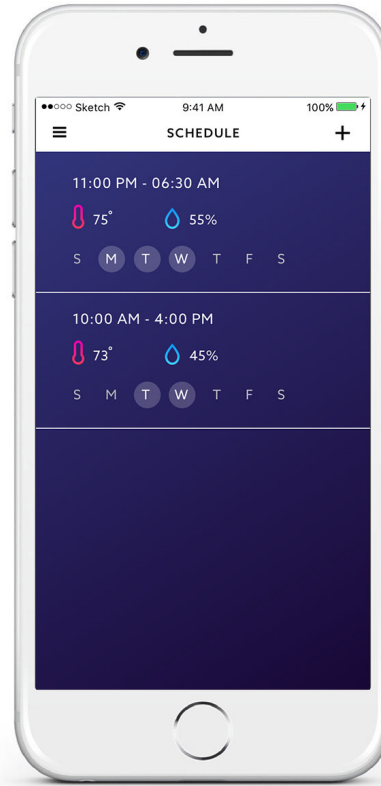 Sketch 9:41 AM 100%
SCHEDULE
11:00 PM - 06:30 AM
75° 55%
S M T W T F S
10:00 AM - 4:00 PM
73° 45%
S M T W T F S